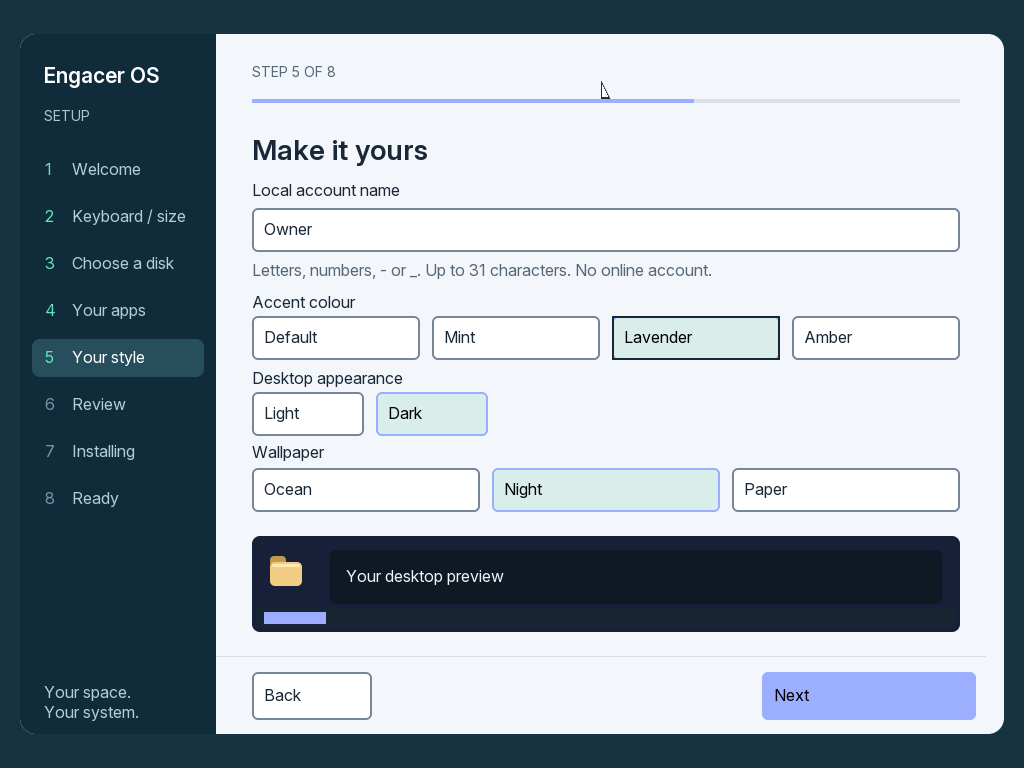 Engacer OS
SETUP
1 Welcome
2 Keyboard / size
3 Choose a disk
4 Your apps
5 Your style
6 Review
7 Installing
8 Ready
Your space.
Your system.
STEP 5 OF 8
Make it yours
Local account name
Owner
Letters, numbers, - or _. Up to 31 characters. No online account.
Accent colour
Default Mint Lavender Amber
Desktop appearance
Light Dark
Wallpaper
Ocean Night Paper
Your desktop preview
Back Next